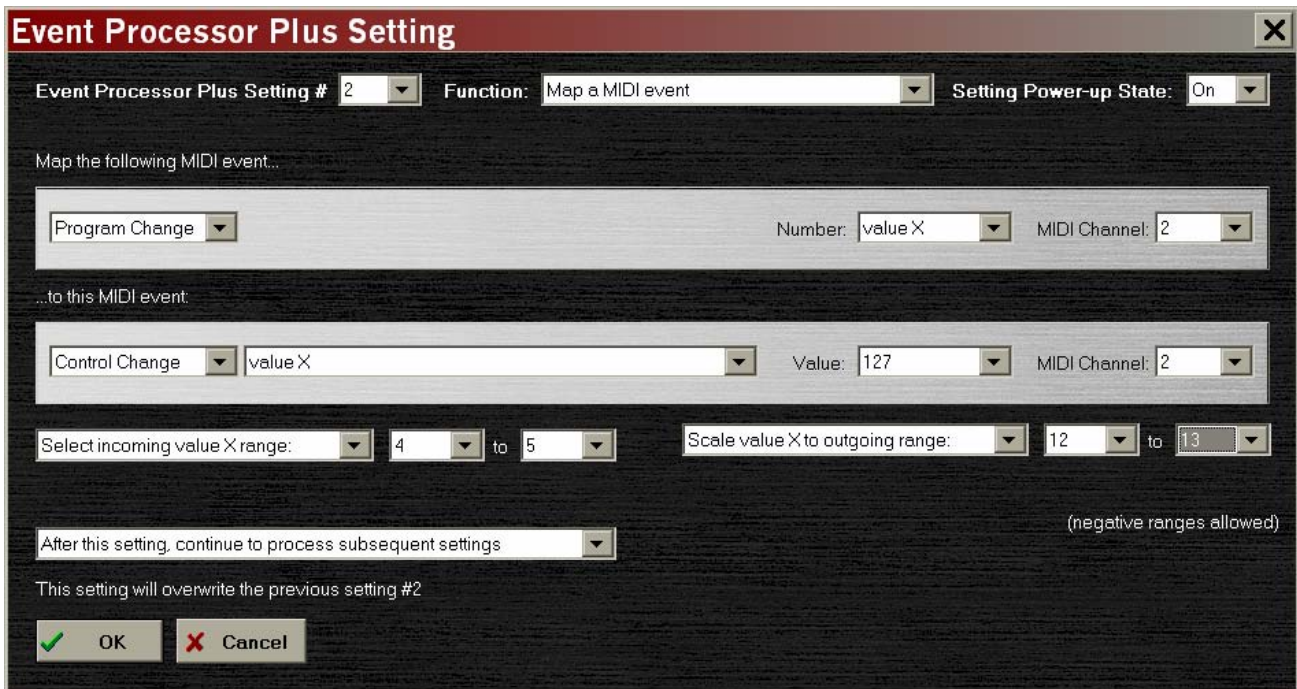 Event Processor Plus Setting
Event Processor Plus Setting # 2 Function: Map a MIDI event Setting Power-up State: On
Map the following MIDI event...
Program Change Number: value X MIDI Channel: 2
...to this MIDI event:
Control Change value X Value: 127 MIDI Channel: 2
Select incoming value X range: 4 to 5 Scale value X to outgoing range: 12 to 13
(negative ranges allowed)
After this setting, continue to process subsequent settings
This setting will overwrite the previous setting #2
OK Cancel